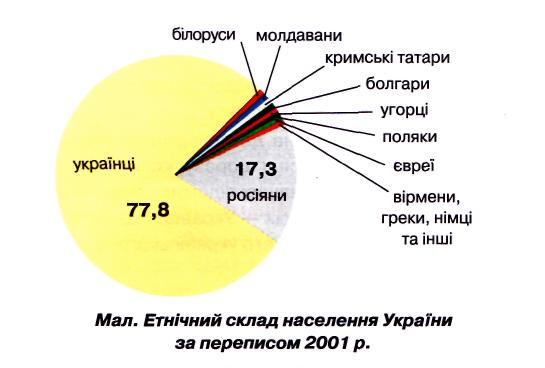 білоруси
молдавани
кримські татари
болгари
угорці
поляки
євреї
вірмени,
греки, німці
та інші
українці
77,8
17,3
росіяни
Мал. Етнічний склад населення України
за переписом 2001 р.